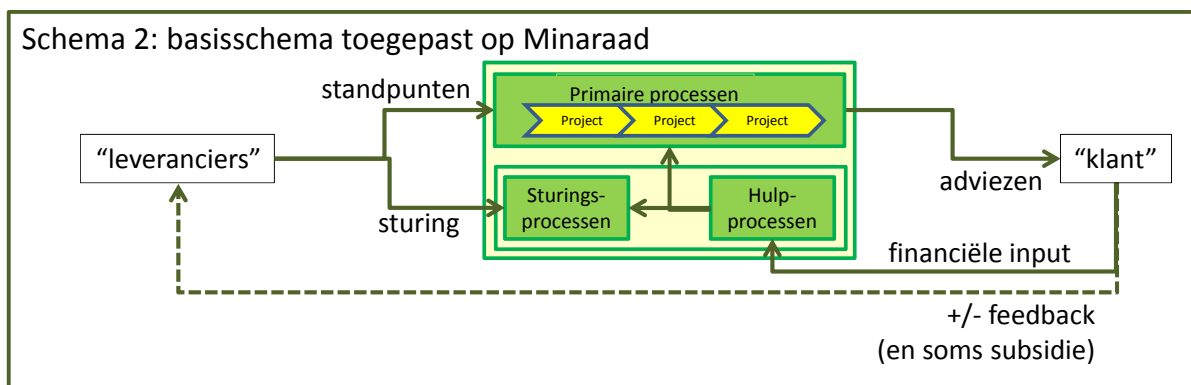 Schema 2: basisschema toegepast op Minaraad
standpunten
Primaire processen
Project
Project
Project
“leveranciers”
“klant”
adviezen
sturing
Sturings-
processen
Hulp-
processen
financiële input
+/- feedback
(en soms subsidie)